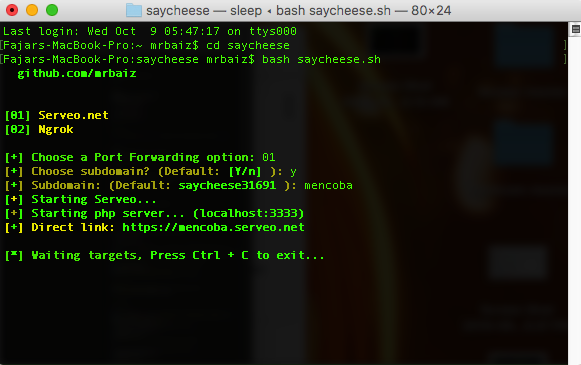 saycheese — sleep ◂ bash saycheese.sh — 80×24
Last login: Wed Oct  9 05:47:17 on ttys000
[Fajars-MacBook-Pro:~ mrbaiz$ cd saycheese ]
[Fajars-MacBook-Pro:saycheese mrbaiz$ bash saycheese.sh ]
github.com/mrbaiz
[01] Serveo.net
[02] Ngrok
[+] Choose a Port Forwarding option: 01
[+] Choose subdomain? (Default: [Y/n] ): y
[+] Subdomain: (Default: saycheese31691 ): mencoba
[+] Starting Serveo...
[+] Starting php server... (localhost:3333)
[+] Direct link: https://mencoba.serveo.net
[*] Waiting targets, Press Ctrl + C to exit...